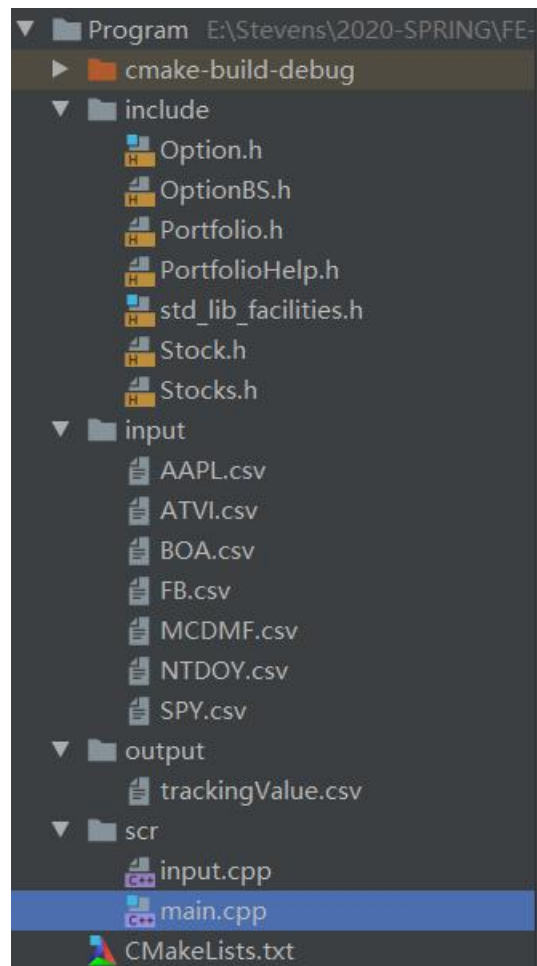 Program E:\Stevens\2020-SPRING\FE-
cmake-build-debug
include
Option.h
OptionBS.h
Portfolio.h
PortfolioHelp.h
std_lib_facilities.h
Stock.h
Stocks.h
input
AAPL.csv
ATVI.csv
BOA.csv
FB.csv
MCDMF.csv
NTDOY.csv
SPY.csv
output
trackingValue.csv
scr
input.cpp
main.cpp
CMakeLists.txt